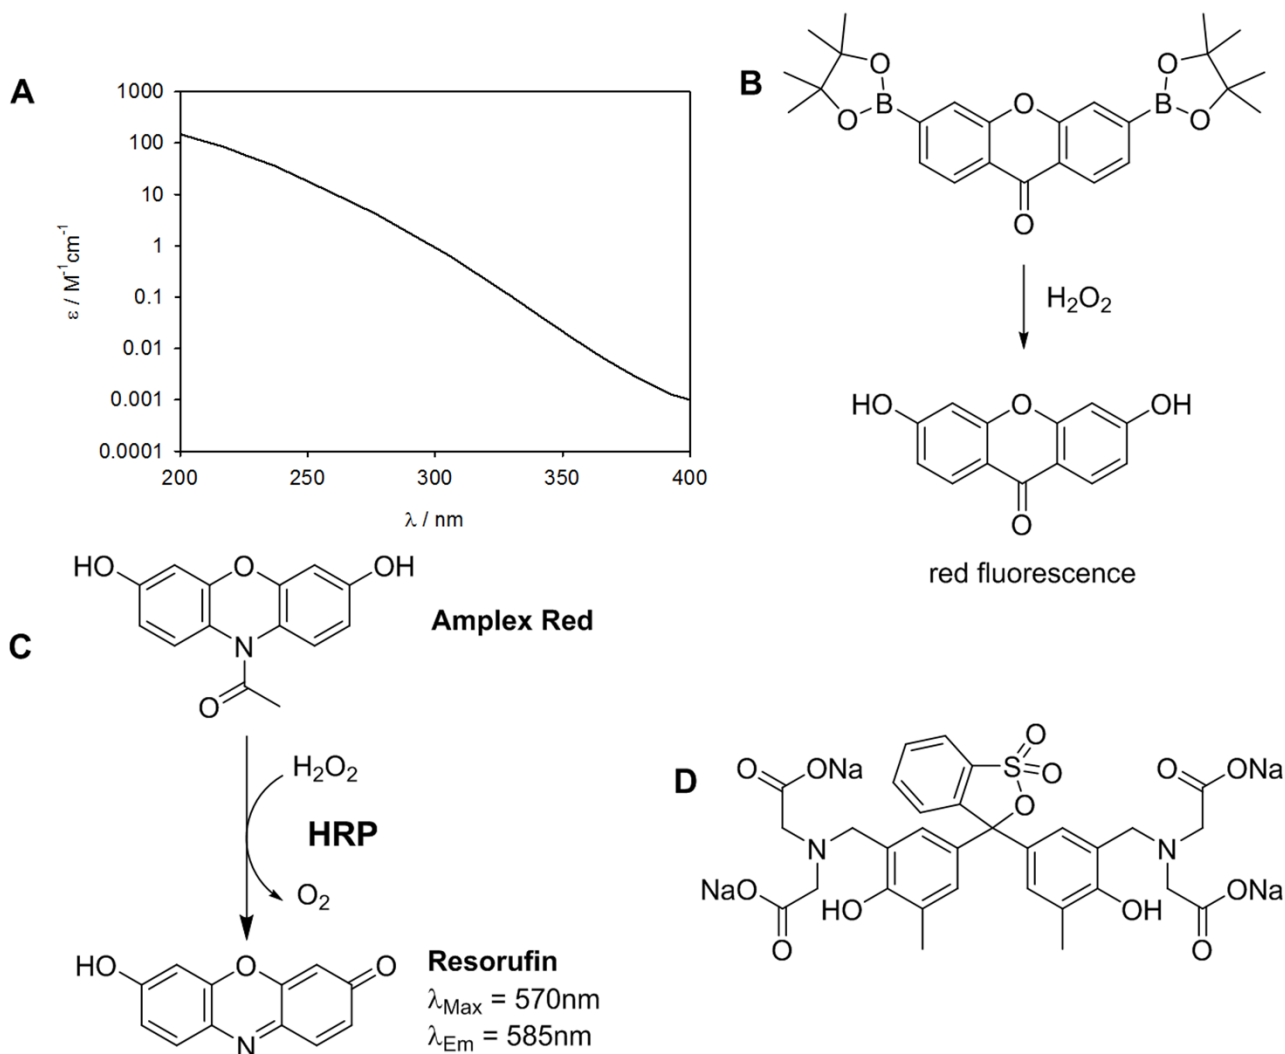 A
1000
100
10
1
0.1
0.01
0.001
0.0001
ε / M⁻¹cm⁻¹
200
250
300
350
400
λ / nm
B
O
O
B
O
O
B
O
O
H₂O₂
HO
O
OH
O
red fluorescence
C
HO
O
OH
N
O
Amplex Red
H₂O₂
HRP
O₂
HO
O
O
N
Resorufin
λMax = 570nm
λEm = 585nm
D
O
ONa
O
S
O
O
O
ONa
N
N
NaO
O
HO
OH
O
ONa